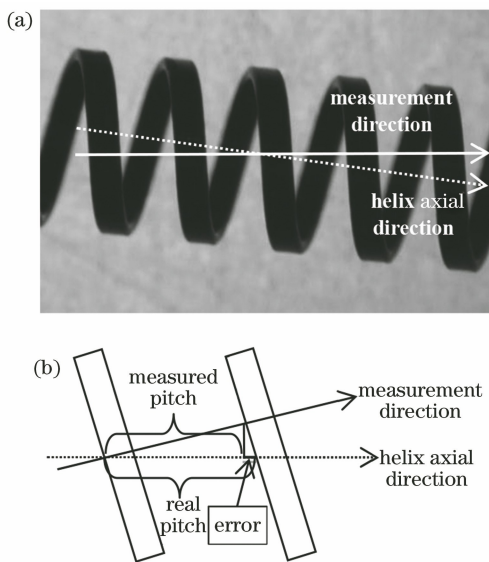 (a)
measurement
direction
helix axial
direction
(b)
measured
pitch
measurement
direction
helix axial
direction
real
pitch
error